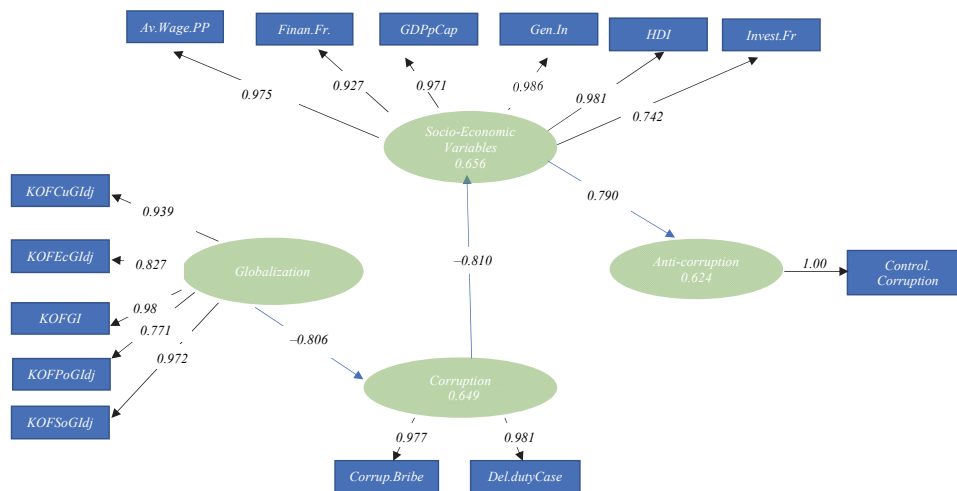 Av.Wage.PP
Finan.Fr.
GDPpCap
Gen.In
HDI
Invest.Fr
0.975
0.927
0.971
0.986
0.981
0.742
Socio-Economic
Variables
0.656
KOFCuGIdj
0.939
0.790
KOFEcGIdj
0.827
Globalization
−0.810
Anti-corruption
0.624
1.00
Control.
Corruption
KOFGI
0.98
0.771
−0.806
KOFPoGIdj
0.972
KOFSoGIdj
Corruption
0.649
0.977
0.981
Corrup.Bribe
Del.dutyCase